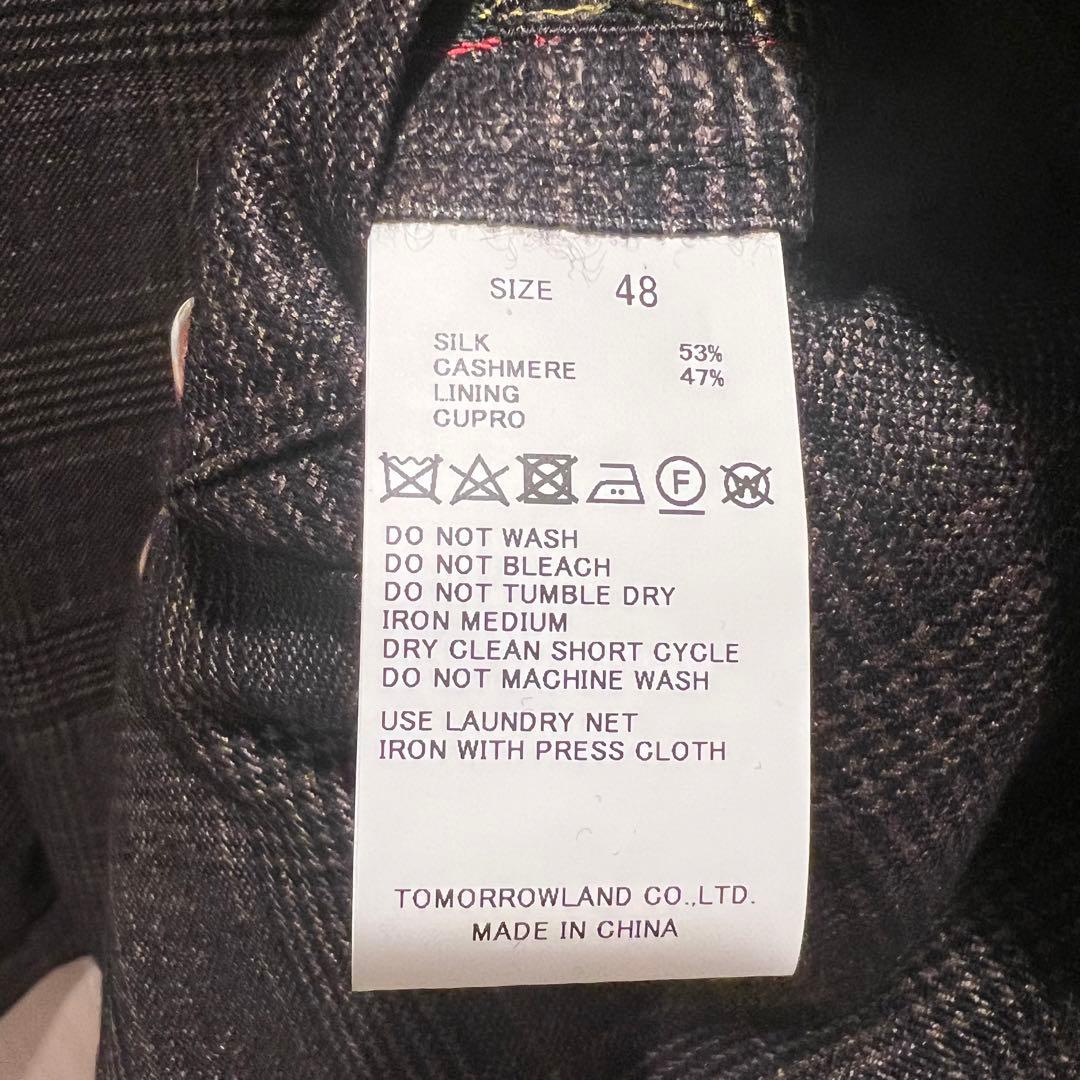 SIZE 48
SILK 53%
CASHMERE 47%
LINING
CUPRO
F W
DO NOT WASH
DO NOT BLEACH
DO NOT TUMBLE DRY
IRON MEDIUM
DRY CLEAN SHORT CYCLE
DO NOT MACHINE WASH
USE LAUNDRY NET
IRON WITH PRESS CLOTH
TOMORROWLAND CO.,LTD.
MADE IN CHINA